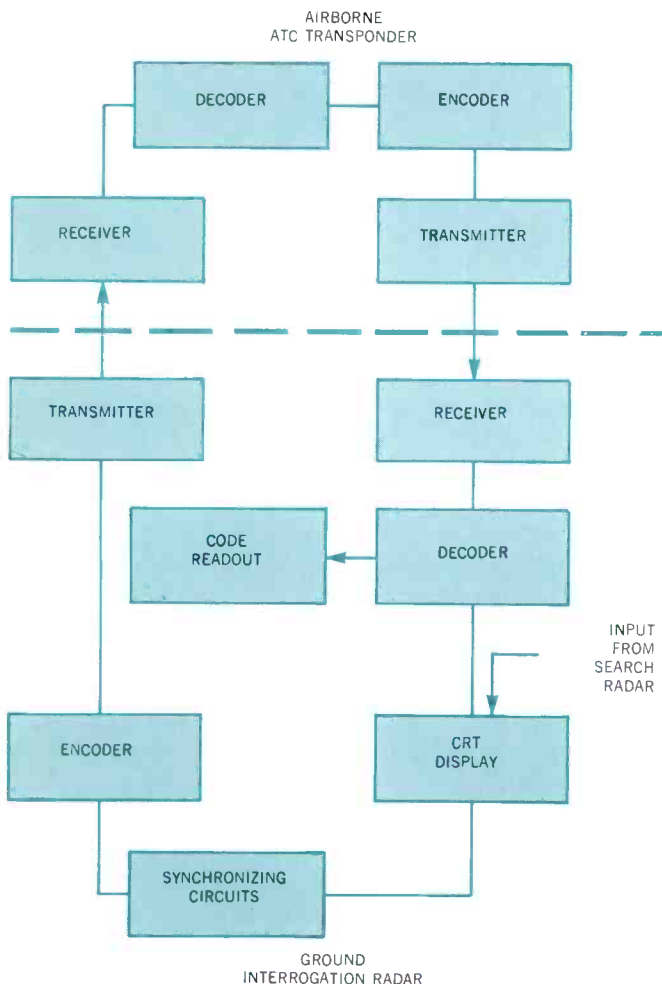 AIRBORNE
ATC TRANSPONDER
DECODER
ENCODER
RECEIVER
TRANSMITTER
TRANSMITTER
RECEIVER
CODE
READOUT
DECODER
INPUT
FROM
SEARCH
RADAR
ENCODER
CRT
DISPLAY
SYNCHRONIZING
CIRCUITS
GROUND
INTERROGATION RADAR